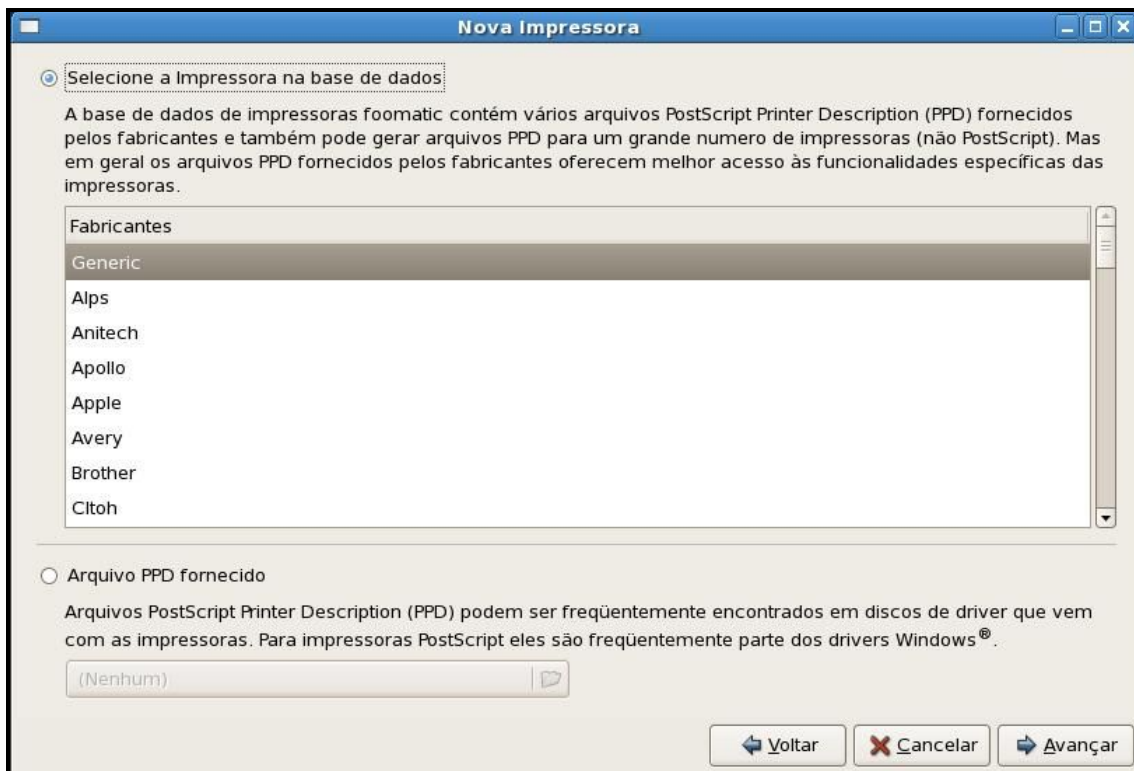 Nova Impressora
Selecione a Impressora na base de dados
A base de dados de impressoras foomatic contém vários arquivos PostScript Printer Description (PPD) fornecidos
pelos fabricantes e também pode gerar arquivos PPD para um grande numero de impressoras (não PostScript). Mas
em geral os arquivos PPD fornecidos pelos fabricantes oferecem melhor acesso às funcionalidades específicas das
impressoras.
Fabricantes
Generic
Alps
Anitech
Apollo
Apple
Avery
Brother
CItoh
Arquivo PPD fornecido
Arquivos PostScript Printer Description (PPD) podem ser freqüentemente encontrados em discos de driver que vem
com as impressoras. Para impressoras PostScript eles são freqüentemente parte dos drivers Windows®.
(Nenhum)
Voltar
Cancelar
Avançar